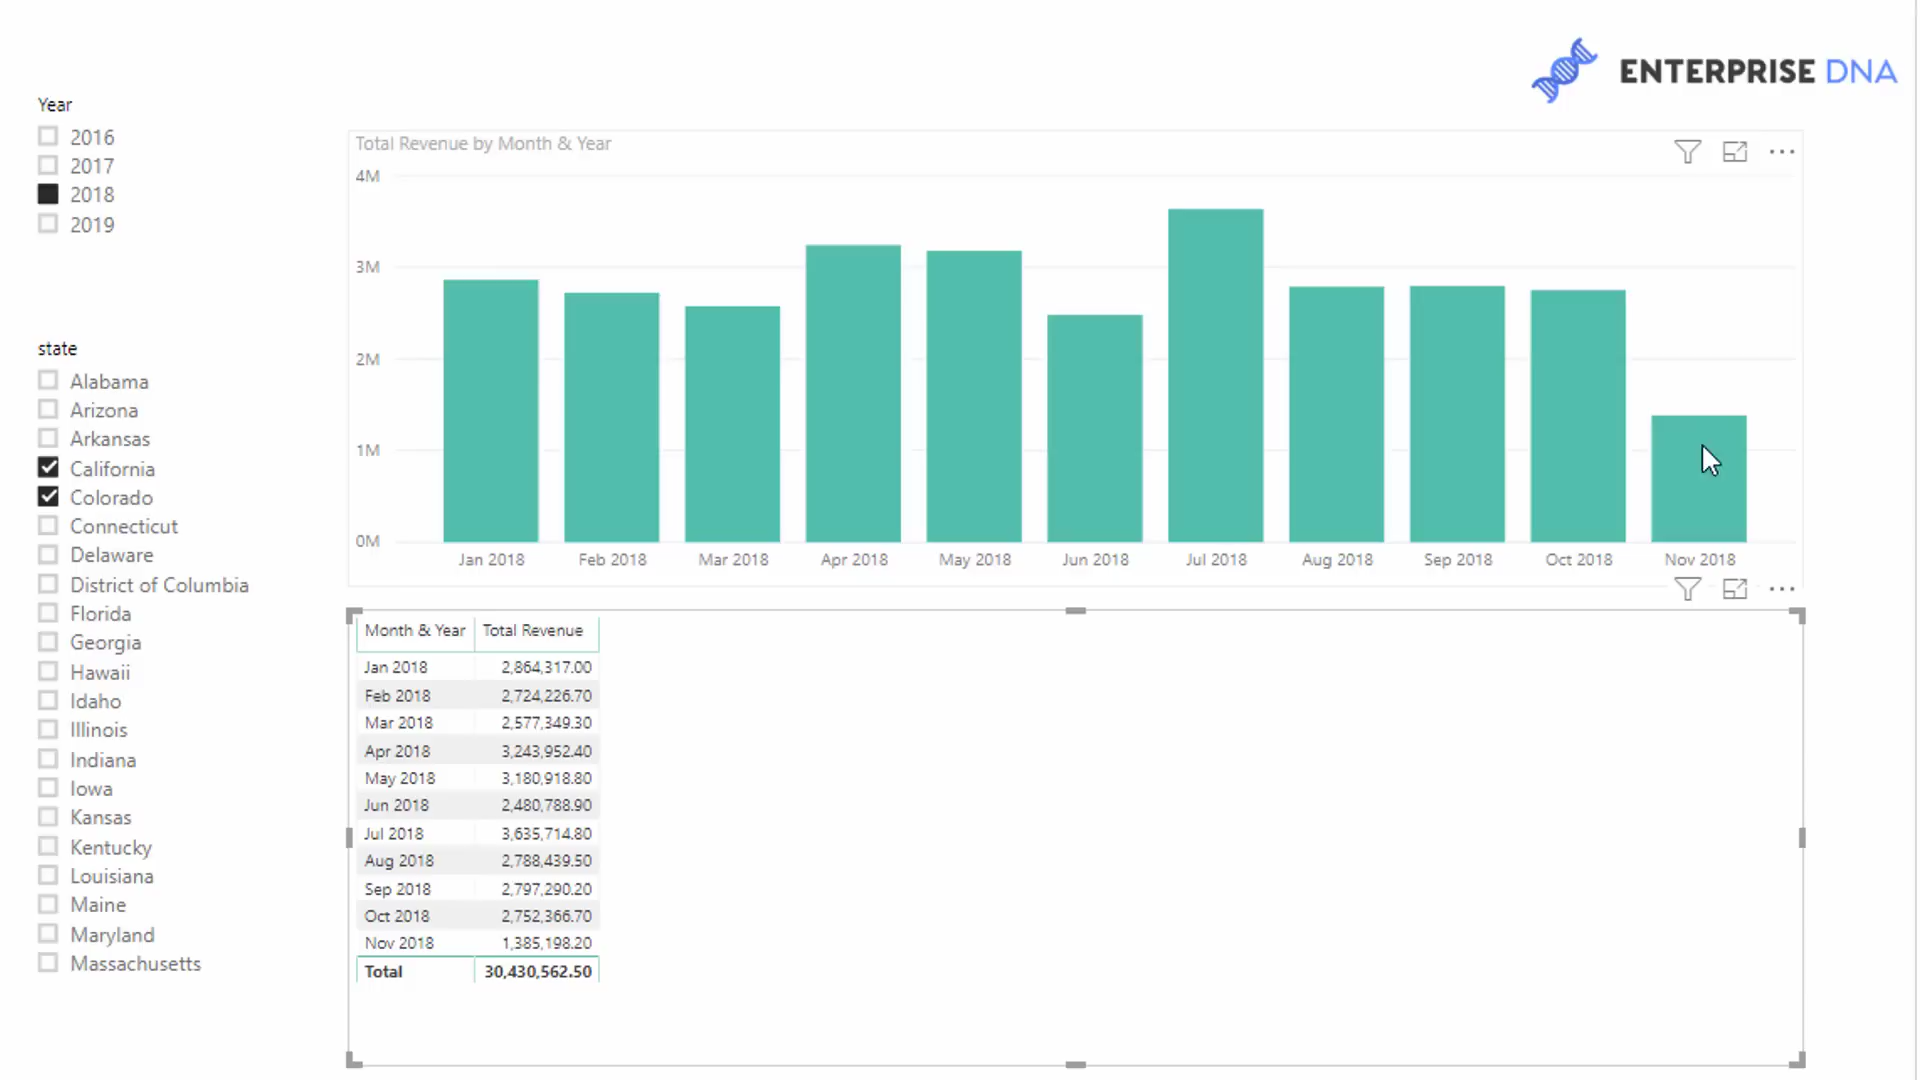 ENTERPRISE DNA
Year
2016
2017
2018
2019
state
Alabama
Arizona
Arkansas
California
Colorado
Connecticut
Delaware
District of Columbia
Florida
Georgia
Hawaii
Idaho
Illinois
Indiana
Iowa
Kansas
Kentucky
Louisiana
Maine
Maryland
Massachusetts
Total Revenue by Month & Year
4M
3M
2M
1M
0M
Jan 2018 Feb 2018 Mar 2018 Apr 2018 May 2018 Jun 2018 Jul 2018 Aug 2018 Sep 2018 Oct 2018 Nov 2018
Month & Year Total Revenue
Jan 2018 2,864,317.00
Feb 2018 2,724,226.70
Mar 2018 2,577,349.30
Apr 2018 3,243,952.40
May 2018 3,180,918.80
Jun 2018 2,480,788.90
Jul 2018 3,635,714.80
Aug 2018 2,788,439.50
Sep 2018 2,797,290.20
Oct 2018 2,752,366.70
Nov 2018 1,385,198.20
Total 30,430,562.50